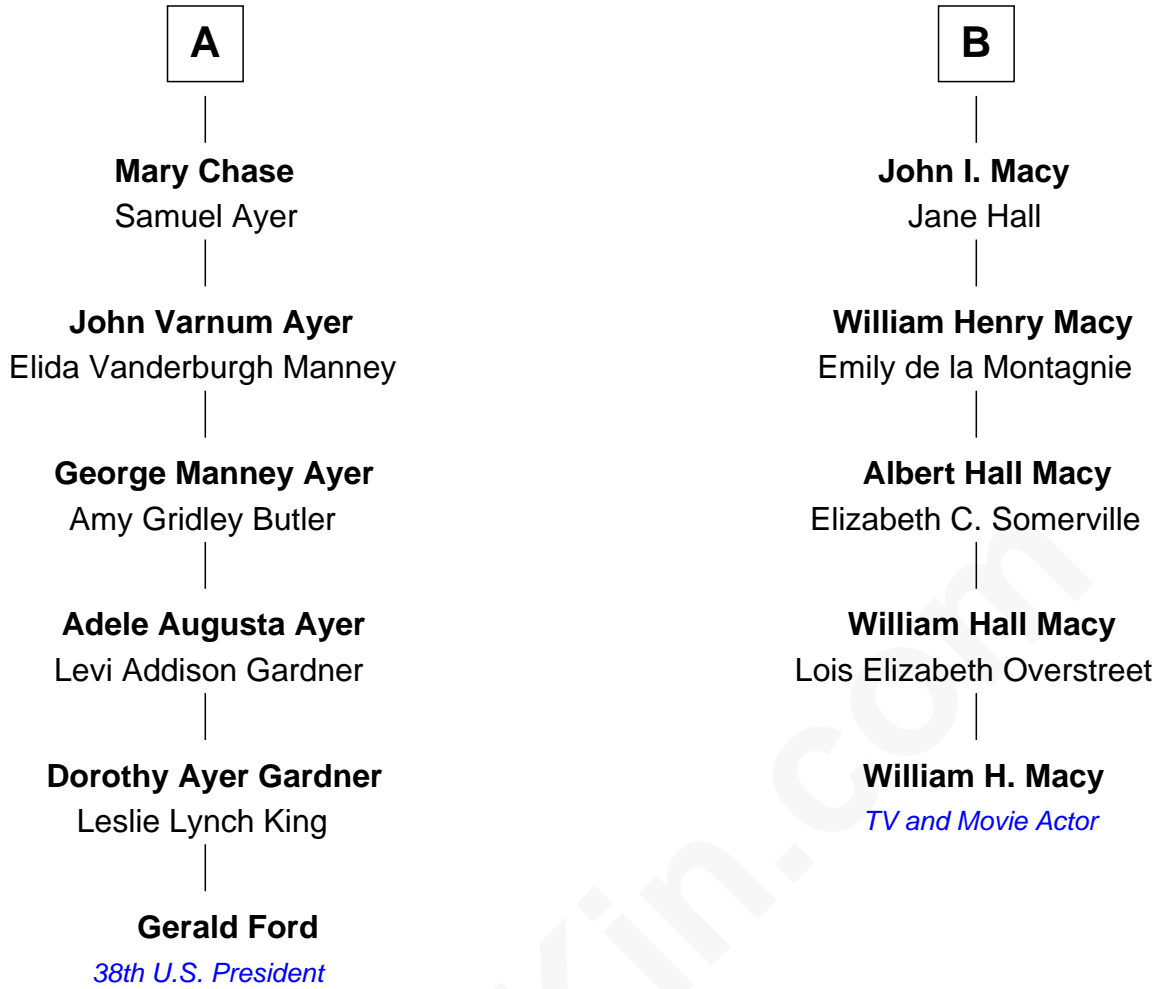 A
Mary Chase
Samuel Ayer
John Varnum Ayer
Elida Vanderburgh Manney
George Manney Ayer
Amy Gridley Butler
Adele Augusta Ayer
Levi Addison Gardner
Dorothy Ayer Gardner
Leslie Lynch King
Gerald Ford
38th U.S. President
B
John I. Macy
Jane Hall
William Henry Macy
Emily de la Montagnie
Albert Hall Macy
Elizabeth C. Somerville
William Hall Macy
Lois Elizabeth Overstreet
William H. Macy
TV and Movie Actor
Kin.com